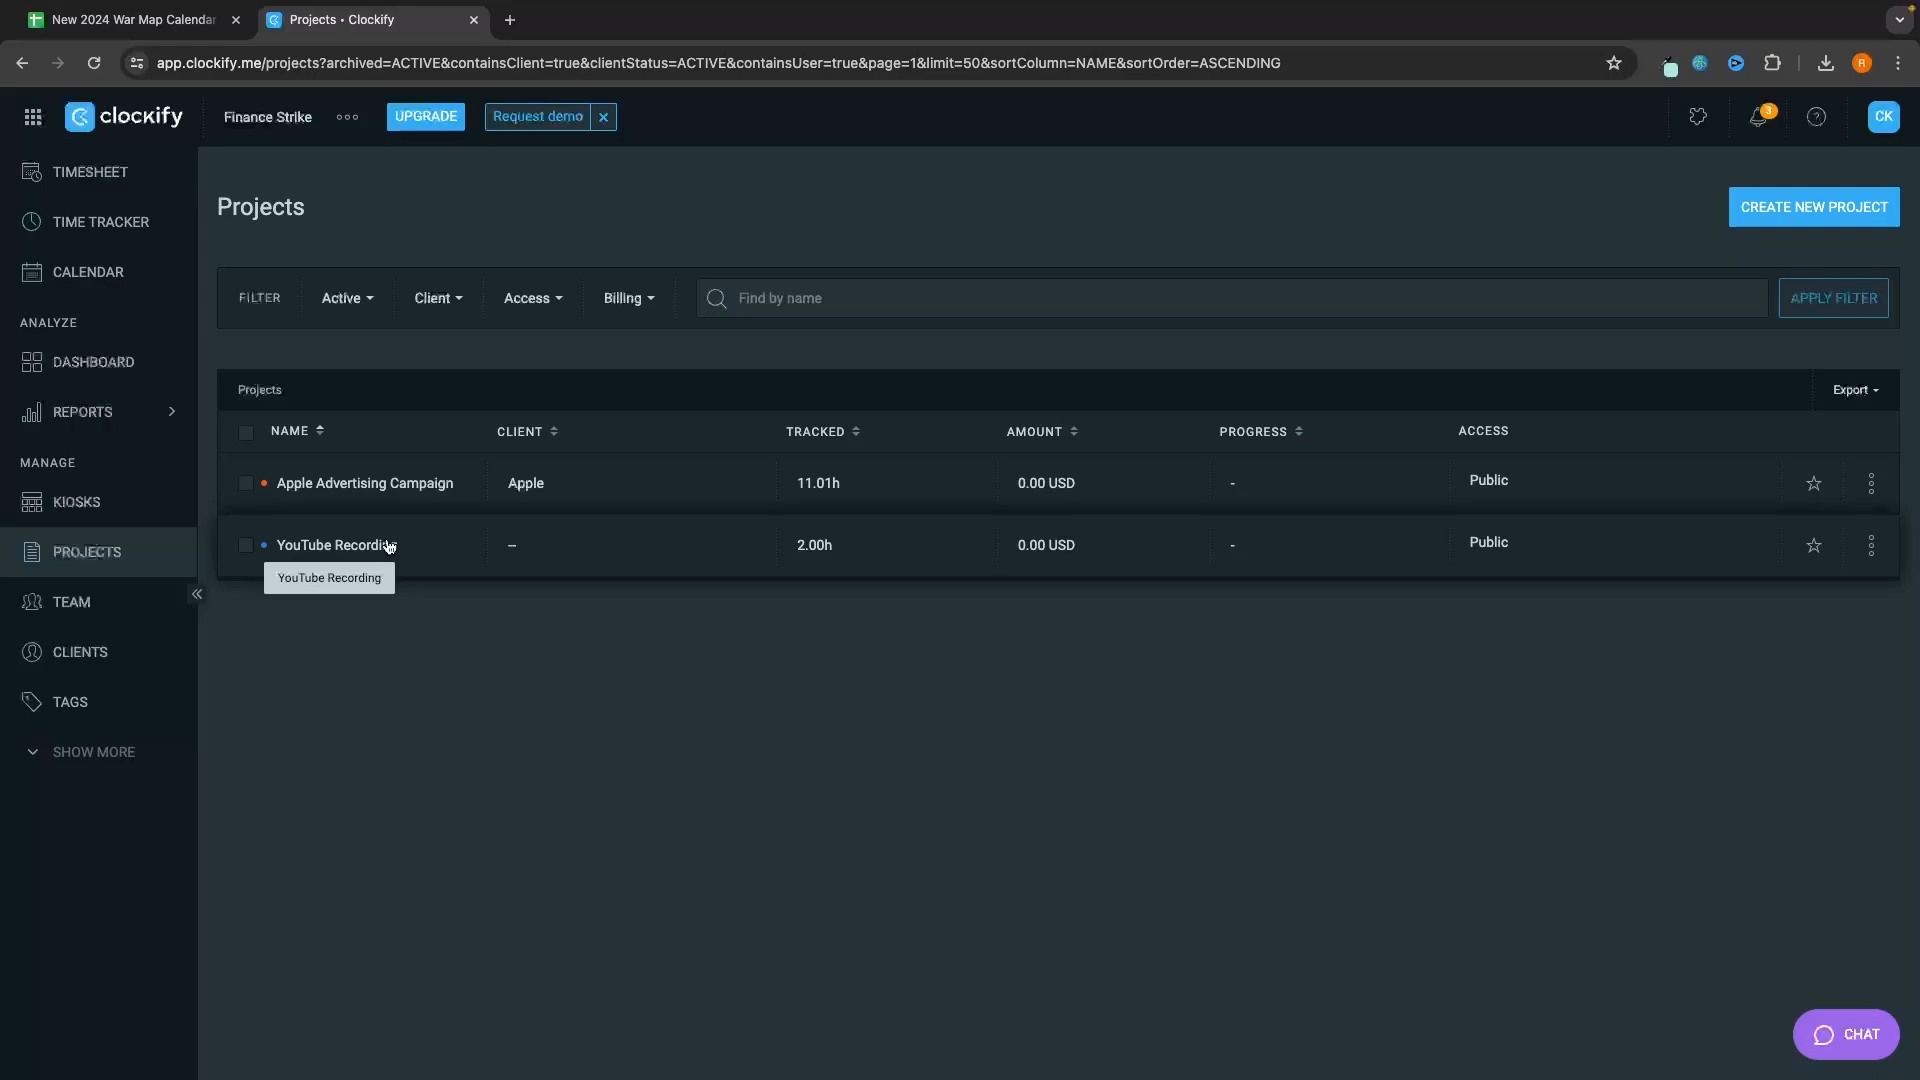 New 2024 War Map Calendar
Projects • Clockify
app.clockify.me/projects?archived=ACTIVE&containsClient=true&clientStatus=ACTIVE&containsUser=true&page=1&limit=50&sortColumn=NAME&sortOrder=ASCENDING
R
clockify
Finance Strike
UPGRADE
Request demo
3
CK
TIMESHEET
TIME TRACKER
CALENDAR
ANALYZE
DASHBOARD
REPORTS
MANAGE
KIOSKS
PROJECTS
TEAM
CLIENTS
TAGS
SHOW MORE
Projects
CREATE NEW PROJECT
FILTER Active Client Access Billing Find by name APPLY FILTER
Projects Export
NAME CLIENT TRACKED AMOUNT PROGRESS ACCESS
Apple Advertising Campaign Apple 11.01h 0.00 USD - Public
YouTube Recording – 2.00h 0.00 USD - Public
YouTube Recording
CHAT